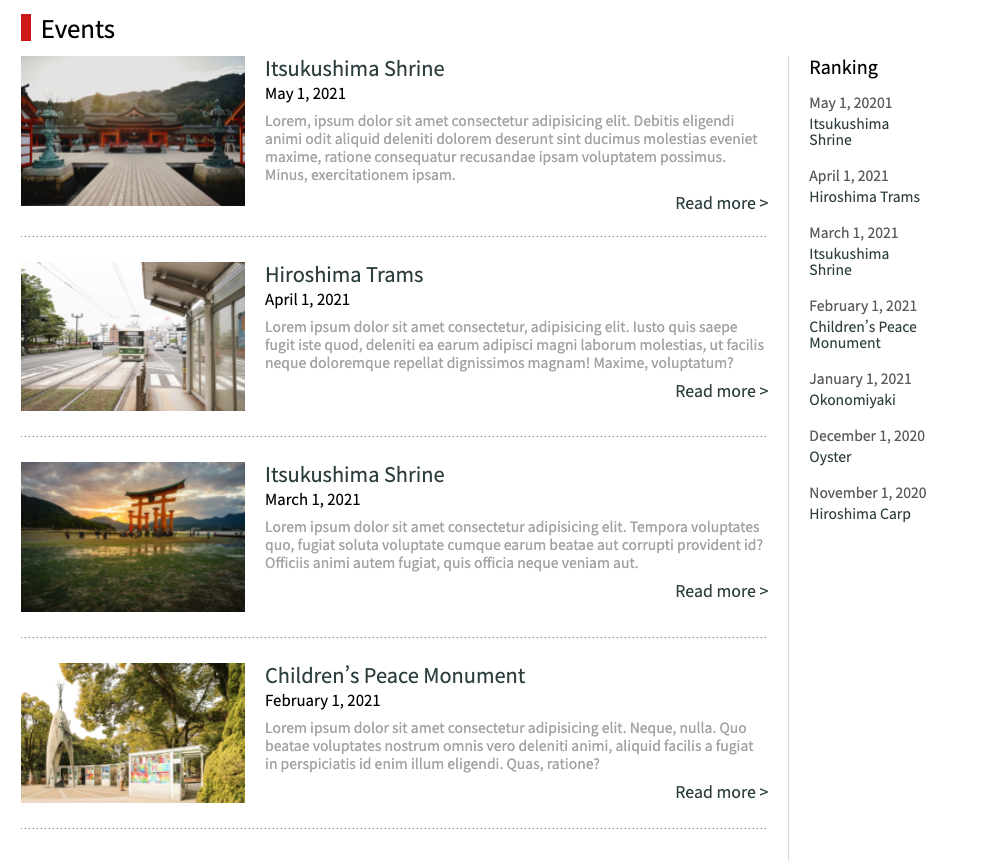 Events
Itsukushima Shrine
May 1, 2021
Lorem, ipsum dolor sit amet consectetur adipisicing elit. Debitis eligendi
animi odit aliquid deleniti dolorem deserunt sint ducimus molestias eveniet
maxime, ratione consequatur recusandae ipsam voluptatem possimus.
Minus, exercitationem ipsam.
Read more >
Hiroshima Trams
April 1, 2021
Lorem ipsum dolor sit amet consectetur, adipisicing elit. Iusto quis saepe
fugit iste quod, deleniti ea earum adipisci magni laborum molestias, ut facilis
neque doloremque repellat dignissimos magnam! Maxime, voluptatum?
Read more >
Itsukushima Shrine
March 1, 2021
Lorem ipsum dolor sit amet consectetur adipisicing elit. Tempora voluptates
quo, fugiat soluta voluptate cumque earum beatae aut corrupti provident id?
Officiis animi autem fugiat, quis officia neque veniam aut.
Read more >
Children’s Peace Monument
February 1, 2021
Lorem ipsum dolor sit amet consectetur adipisicing elit. Neque, nulla. Quo
beatae voluptates nostrum omnis vero deleniti animi, aliquid facilis a fugiat
in perspiciatis id enim illum eligendi. Quas, ratione?
Read more >
Ranking
May 1, 20201
Itsukushima
Shrine
April 1, 2021
Hiroshima Trams
March 1, 2021
Itsukushima
Shrine
February 1, 2021
Children’s Peace
Monument
January 1, 2021
Okonomiyaki
December 1, 2020
Oyster
November 1, 2020
Hiroshima Carp